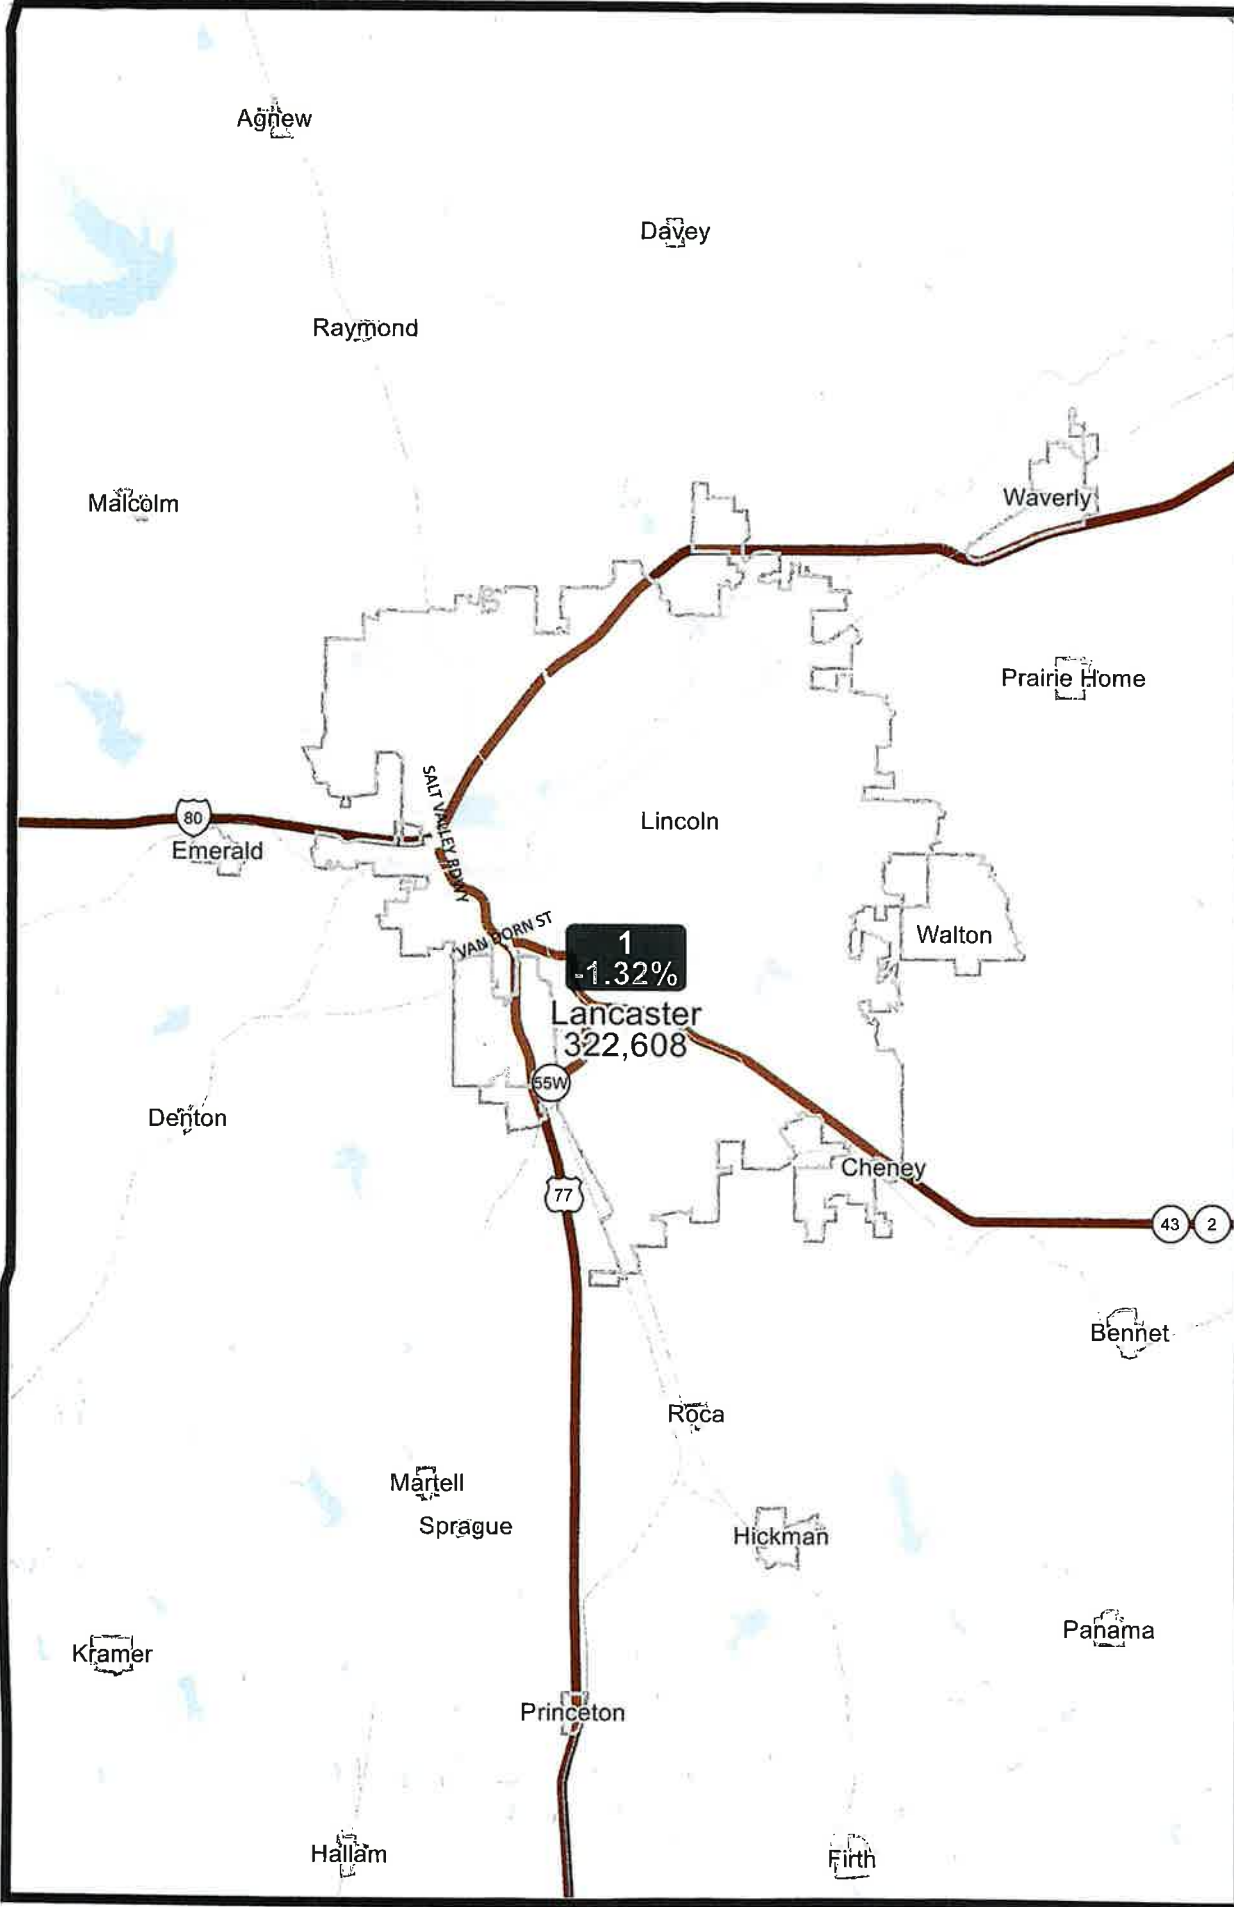 Agnew
Davey
Raymond
Malcolm
Waverly
Prairie Home
SALT VALLEY RDWY
80
Emerald
Lincoln
VAN DORN ST
Walton
1
-1.32%
Lancaster
322,608
55W
Denton
Cheney
77
43
2
Bennet
Roca
Martell
Sprague
Hickman
Panama
Kramer
Princeton
Hallam
Firth